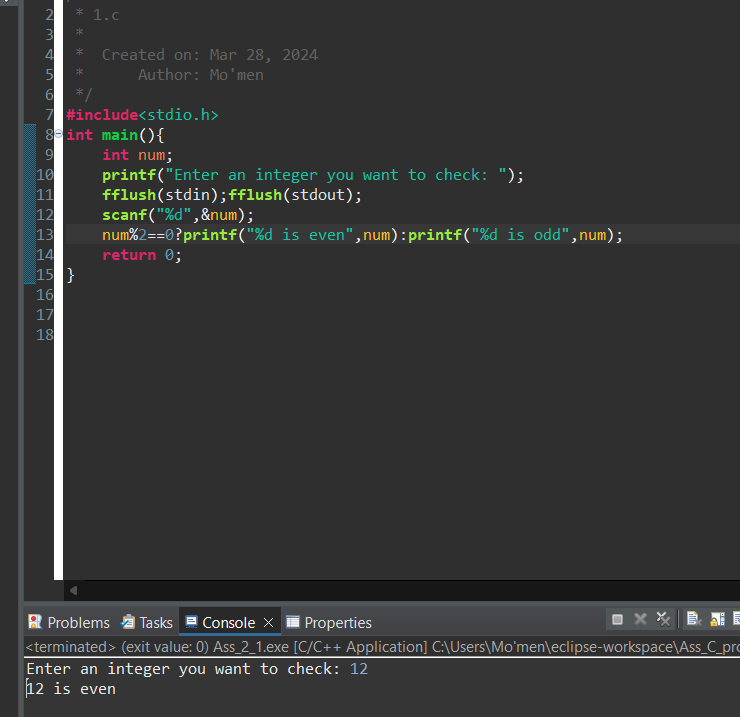 2 * 1.c
3 *
4 *  Created on: Mar 28, 2024
5 *      Author: Mo'men
6 */
7 #include<stdio.h>
8 int main(){
9     int num;
10     printf("Enter an integer you want to check: ");
11     fflush(stdin);fflush(stdout);
12     scanf("%d",&num);
13     num%2==0?printf("%d is even",num):printf("%d is odd",num);
14     return 0;
15 }
16
17
18
Problems Tasks Console Properties
<terminated> (exit value: 0) Ass_2_1.exe [C/C++ Application] C:\Users\Mo'men\eclipse-workspace\Ass_C_pro
Enter an integer you want to check: 12
12 is even